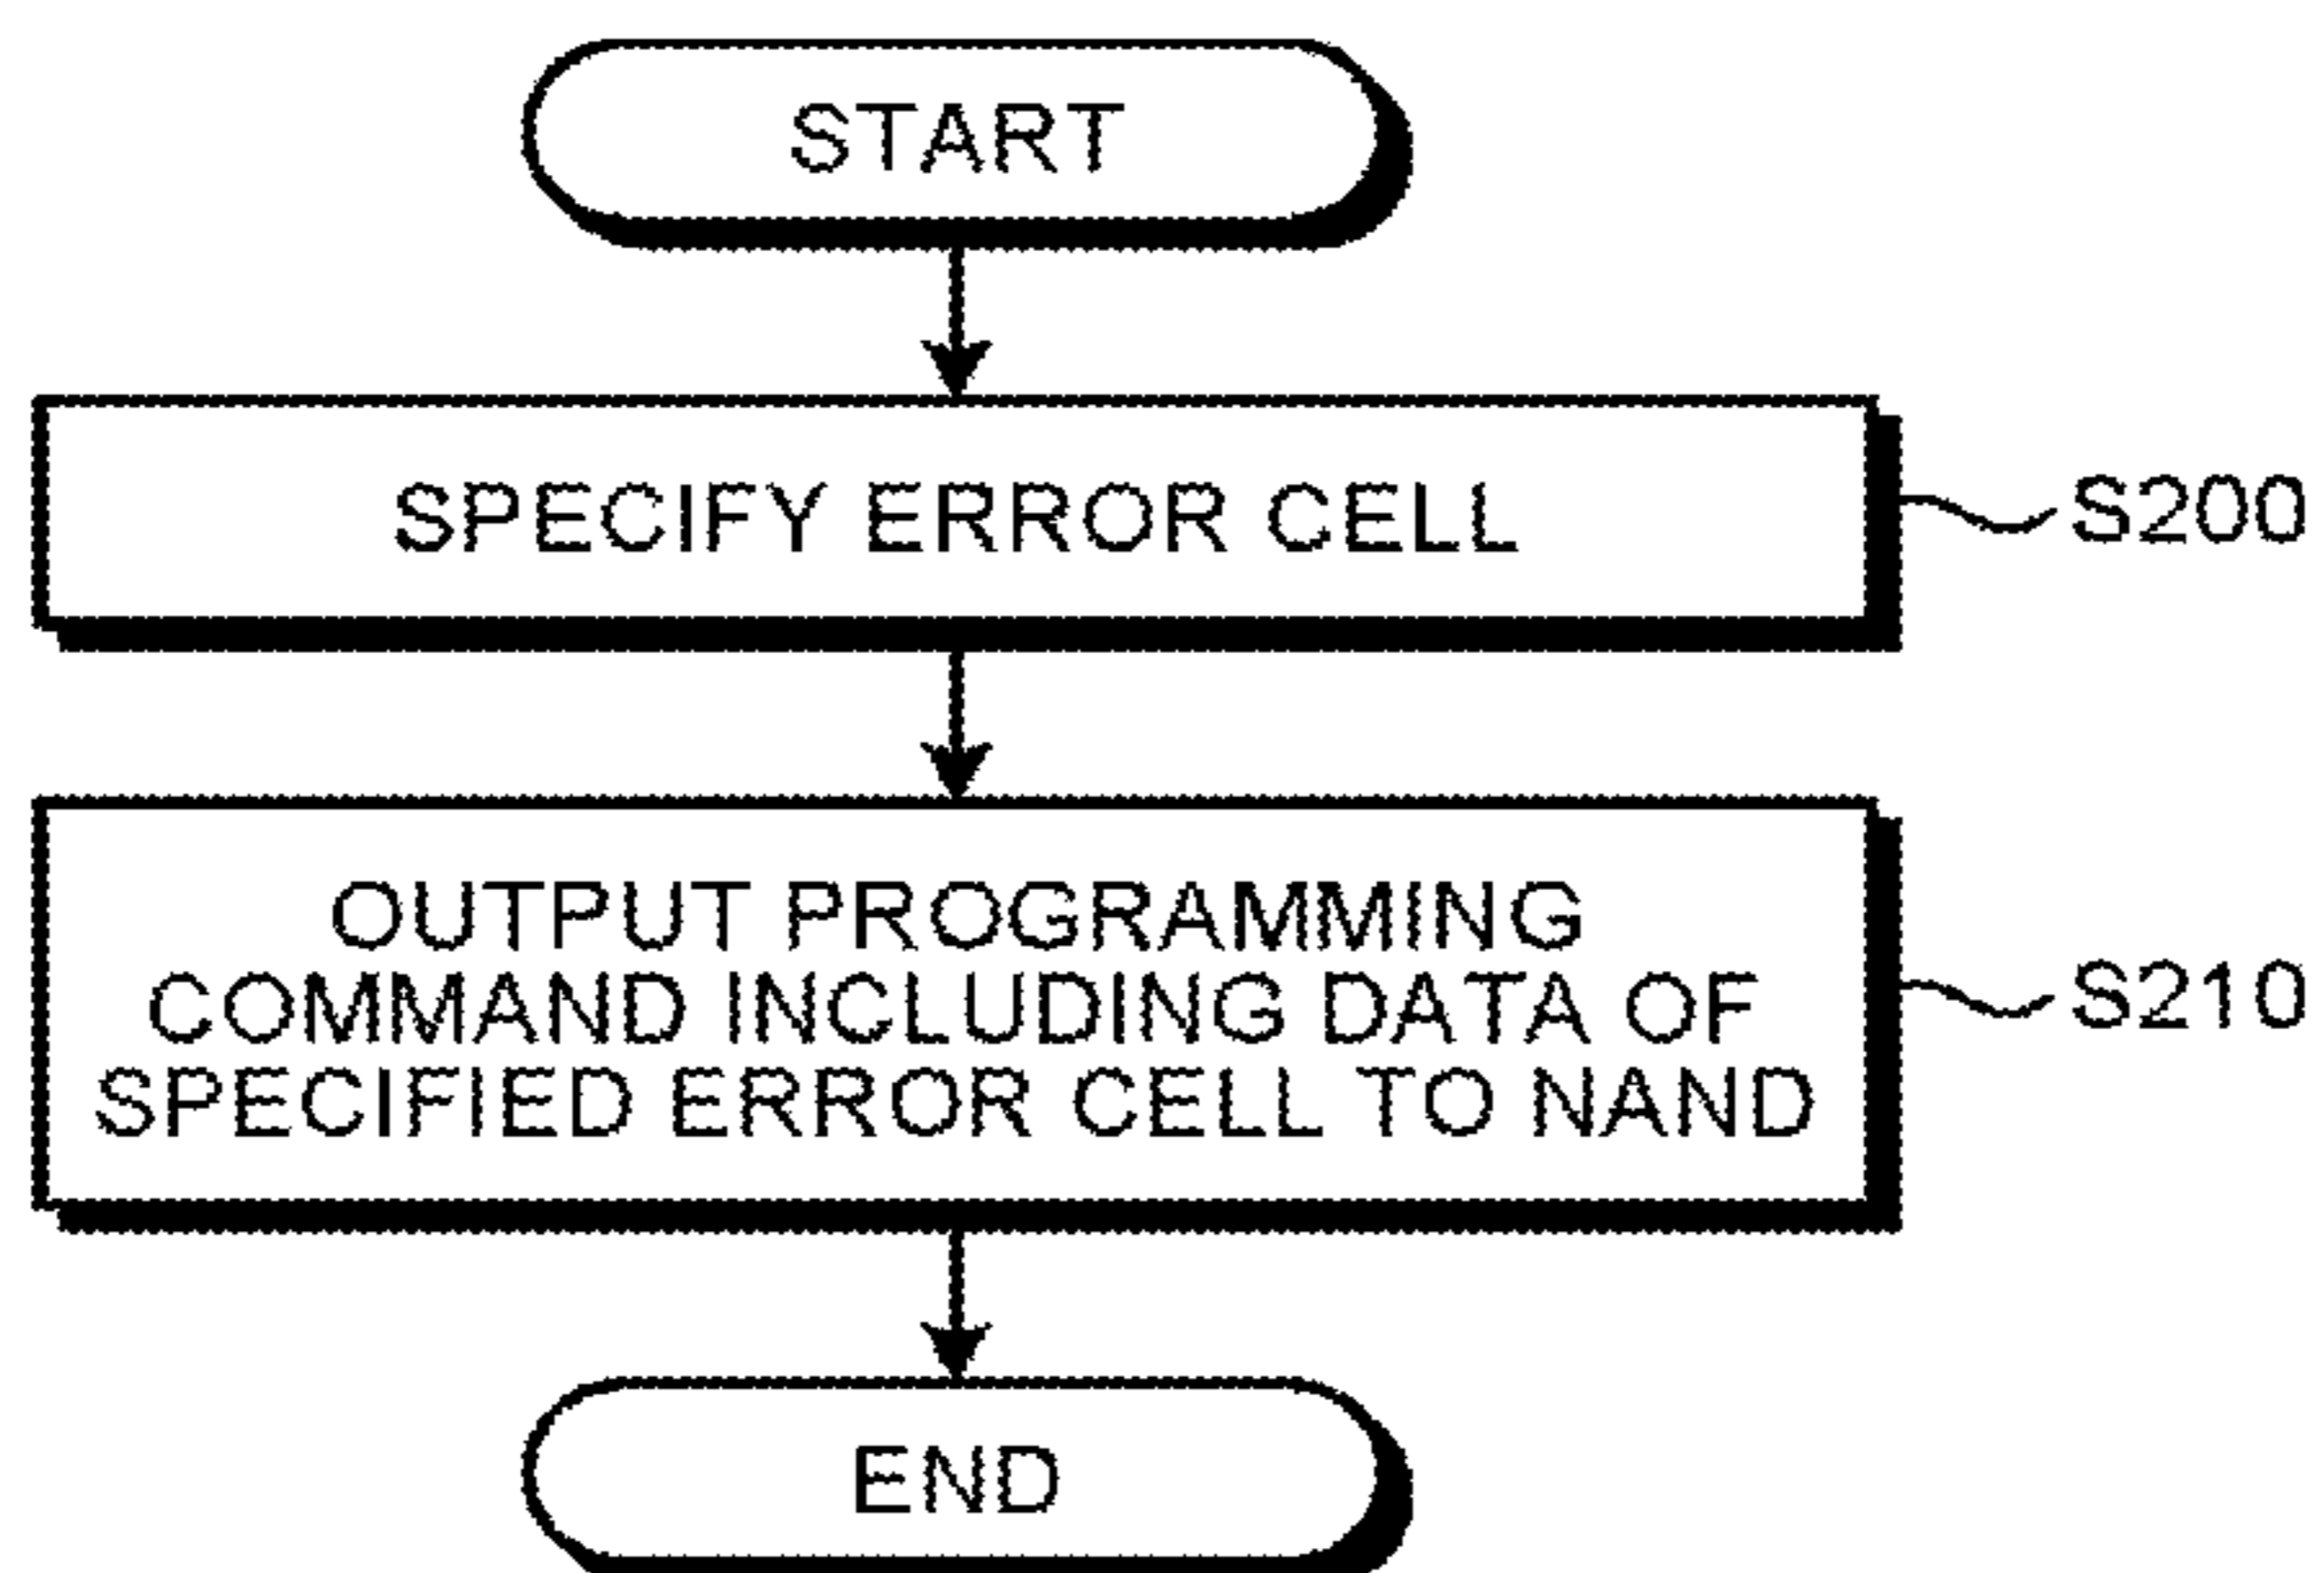 START
SPECIFY ERROR CELL
S200
OUTPUT PROGRAMMING
COMMAND INCLUDING DATA OF
SPECIFIED ERROR CELL TO NAND
S210
END